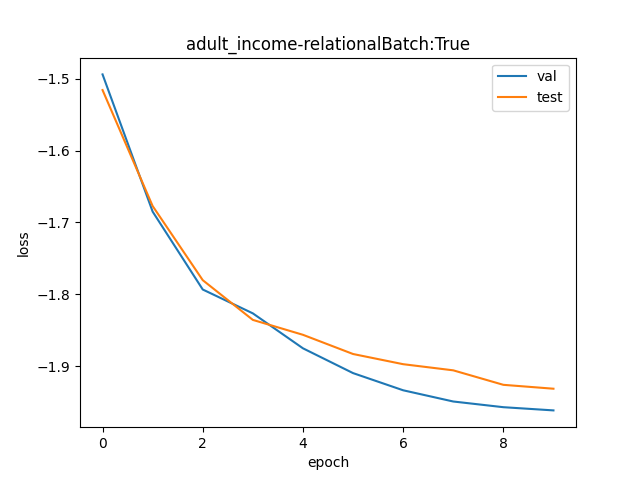 adult_income-relationalBatch:True
val
test
loss
−1.5
−1.6
−1.7
−1.8
−1.9
0 2 4 6 8
epoch